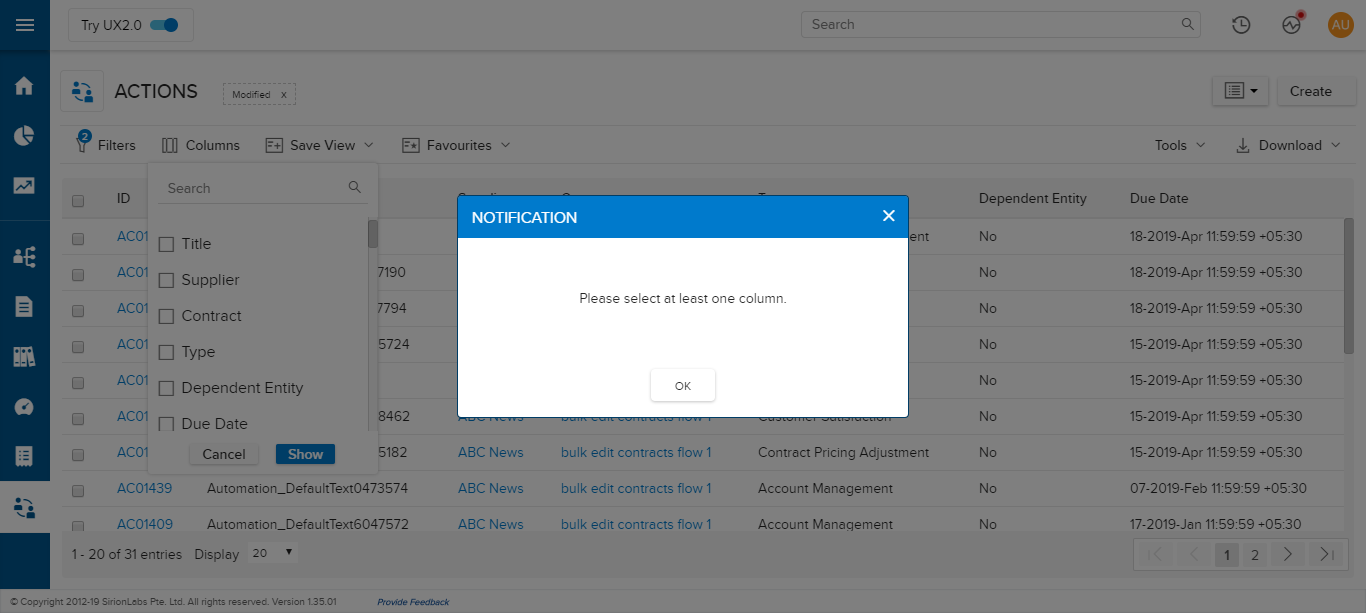 Try UX2.0
Search
AU
ACTIONS
Modified x
Create
2
Filters
Columns
Save View
Favourites
Tools
Download
Search
ID
Dependent Entity
Due Date
Title
Supplier
Contract
Type
Dependent Entity
Due Date
Cancel
Show
NOTIFICATION
Please select at least one column.
OK
AC01 ent No 18-2019-Apr 11:59:59 +05:30
AC01 7190 No 18-2019-Apr 11:59:59 +05:30
AC01 7794 No 18-2019-Apr 11:59:59 +05:30
AC01 5724 No 15-2019-Apr 11:59:59 +05:30
AC01 No 15-2019-Apr 11:59:59 +05:30
AC01 8462 ABC News bulk edit contracts flow 1 Customer Satisfaction No 15-2019-Apr 11:59:59 +05:30
AC01 5182 ABC News bulk edit contracts flow 1 Contract Pricing Adjustment No 15-2019-Apr 11:59:59 +05:30
AC01439 Automation_DefaultText0473574 ABC News bulk edit contracts flow 1 Account Management No 07-2019-Feb 11:59:59 +05:30
AC01409 Automation_DefaultText6047572 ABC News bulk edit contracts flow 1 Account Management No 17-2019-Jan 11:59:59 +05:30
1 - 20 of 31 entries Display 20
1 2
© Copyright 2012-19 SirionLabs Pte. Ltd. All rights reserved. Version 1.35.01 Provide Feedback